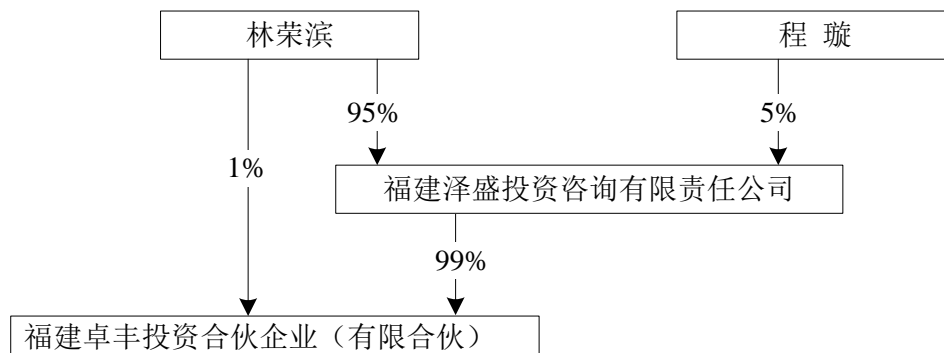 林荣滨
程 璇
95%
5%
1%
福建泽盛投资咨询有限责任公司
99%
福建卓丰投资合伙企业（有限合伙）